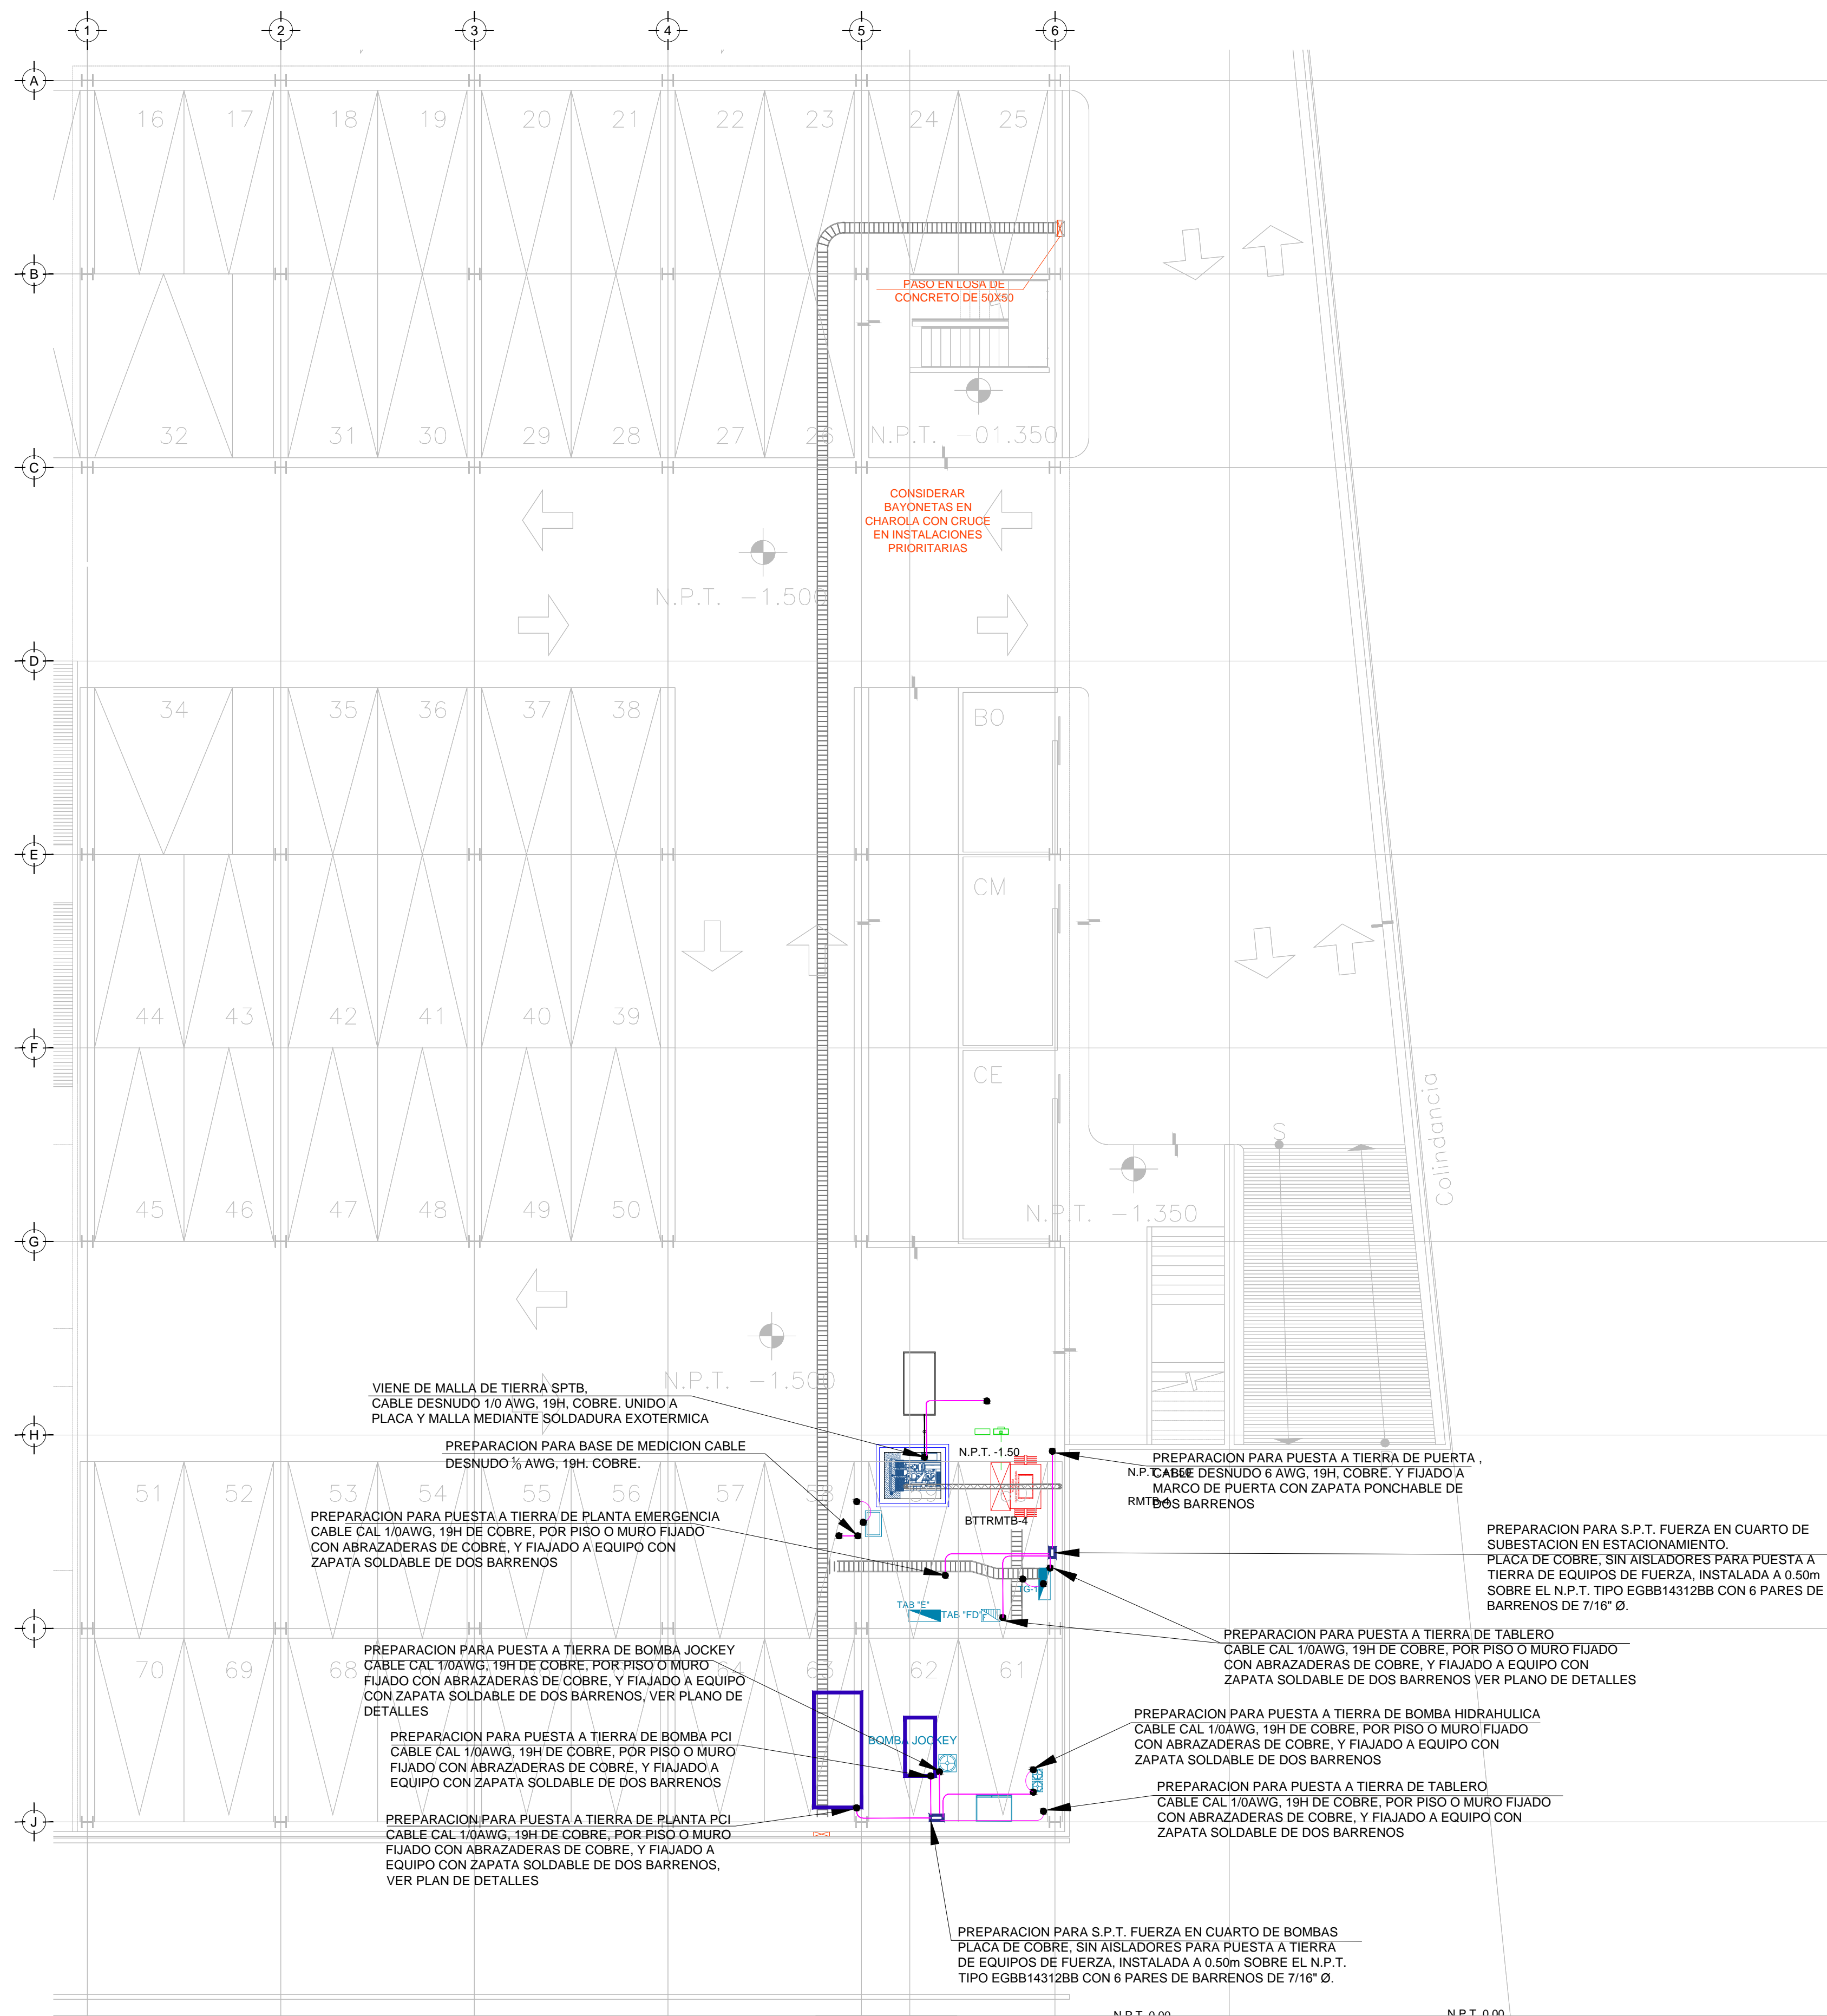 1 2 3 4 5 6
A
16 17 18 19 20 21 22 23 24 25
B
PASO EN LOSA DE
CONCRETO DE 50X50
32 31 30 29 28 27 26
N.P.T. -01.350
C
CONSIDERAR
BAYONETAS EN
CHAROLA CON CRUCE
EN INSTALACIONES
PRIORITARIAS
N.P.T. -1.500
D
34 35 36 37 38
BO
E
CM
44 43 42 41 40 39
F
CE
Colindancia
S
45 46 47 48 49 50
N.P.T. -1.350
G
N.P.T. -1.500
VIENE DE MALLA DE TIERRA SPTB,
CABLE DESNUDO 1/0 AWG, 19H, COBRE. UNIDO A
PLACA Y MALLA MEDIANTE SOLDADURA EXOTERMICA
H
PREPARACION PARA BASE DE MEDICION CABLE
DESNUDO 1/0 AWG, 19H. COBRE.
N.P.T. -1.50
PREPARACION PARA PUESTA A TIERRA DE PUERTA ,
CABLE DESNUDO 6 AWG, 19H, COBRE. Y FIJADO A
MARCO DE PUERTA CON ZAPATA PONCHABLE DE
DOS BARRENOS
N.P.T. +1.50
RMTB-4
51 52 53 54 55 56 57 58 59
BTTRMTB-4
PREPARACION PARA PUESTA A TIERRA DE PLANTA EMERGENCIA
CABLE CAL 1/0AWG, 19H DE COBRE, POR PISO O MURO FIJADO
CON ABRAZADERAS DE COBRE, Y FIAJADO A EQUIPO CON
ZAPATA SOLDABLE DE DOS BARRENOS
PREPARACION PARA S.P.T. FUERZA EN CUARTO DE
SUBESTACION EN ESTACIONAMIENTO.
PLACA DE COBRE, SIN AISLADORES PARA PUESTA A
TIERRA DE EQUIPOS DE FUERZA, INSTALADA A 0.50m
SOBRE EL N.P.T. TIPO EGBB14312BB CON 6 PARES DE
BARRENOS DE 7/16" Ø.
TAB "E"
TAB "FD"
I
PREPARACION PARA PUESTA A TIERRA DE TABLERO
CABLE CAL 1/0AWG, 19H DE COBRE, POR PISO O MURO FIJADO
CON ABRAZADERAS DE COBRE, Y FIAJADO A EQUIPO CON
ZAPATA SOLDABLE DE DOS BARRENOS VER PLANO DE DETALLES
PREPARACION PARA PUESTA A TIERRA DE BOMBA JOCKEY
CABLE CAL 1/0AWG, 19H DE COBRE, POR PISO O MURO
FIJADO CON ABRAZADERAS DE COBRE, Y FIAJADO A EQUIPO
CON ZAPATA SOLDABLE DE DOS BARRENOS, VER PLANO DE
DETALLES
70 69 68 64 63 62 61
BOMBA JOCKEY
PREPARACION PARA PUESTA A TIERRA DE BOMBA HIDRAHULICA
CABLE CAL 1/0AWG, 19H DE COBRE, POR PISO O MURO FIJADO
CON ABRAZADERAS DE COBRE, Y FIAJADO A EQUIPO CON
ZAPATA SOLDABLE DE DOS BARRENOS
PREPARACION PARA PUESTA A TIERRA DE BOMBA PCI
CABLE CAL 1/0AWG, 19H DE COBRE, POR PISO O MURO
FIJADO CON ABRAZADERAS DE COBRE, Y FIAJADO A
EQUIPO CON ZAPATA SOLDABLE DE DOS BARRENOS
PREPARACION PARA PUESTA A TIERRA DE TABLERO
CABLE CAL 1/0AWG, 19H DE COBRE, POR PISO O MURO FIJADO
CON ABRAZADERAS DE COBRE, Y FIAJADO A EQUIPO CON
ZAPATA SOLDABLE DE DOS BARRENOS
J
PREPARACION PARA PUESTA A TIERRA DE PLANTA PCI
CABLE CAL 1/0AWG, 19H DE COBRE, POR PISO O MURO
FIJADO CON ABRAZADERAS DE COBRE, Y FIAJADO A
EQUIPO CON ZAPATA SOLDABLE DE DOS BARRENOS,
VER PLAN DE DETALLES
PREPARACION PARA S.P.T. FUERZA EN CUARTO DE BOMBAS
PLACA DE COBRE, SIN AISLADORES PARA PUESTA A TIERRA
DE EQUIPOS DE FUERZA, INSTALADA A 0.50m SOBRE EL N.P.T.
TIPO EGBB14312BB CON 6 PARES DE BARRENOS DE 7/16" Ø.
N.P.T. 0.00 N.P.T. 0.00